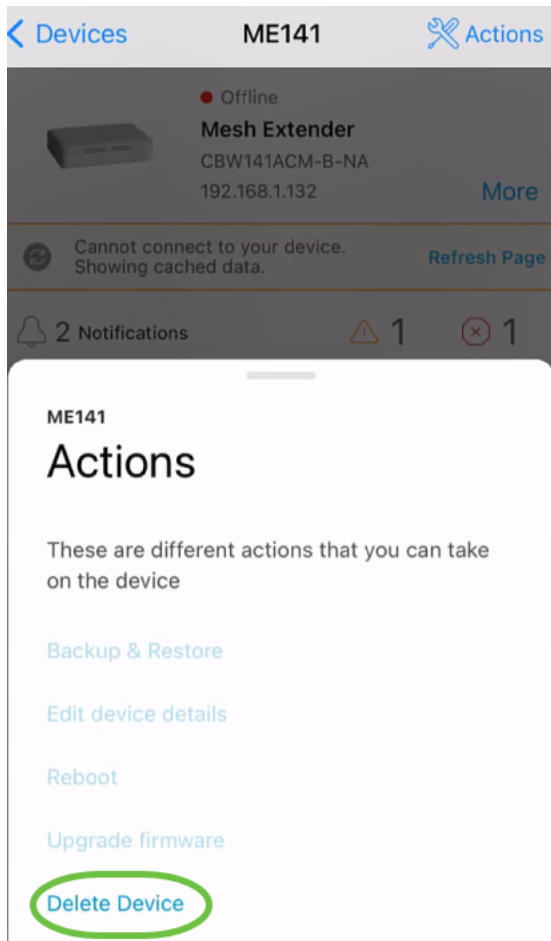 Devices
ME141
Actions
Offline
Mesh Extender
CBW141ACM-B-NA
192.168.1.132
More
Cannot connect to your device.
Showing cached data.
Refresh Page
2 Notifications
1
1
ME141
Actions
These are different actions that you can take
on the device
Backup & Restore
Edit device details
Reboot
Upgrade firmware
Delete Device